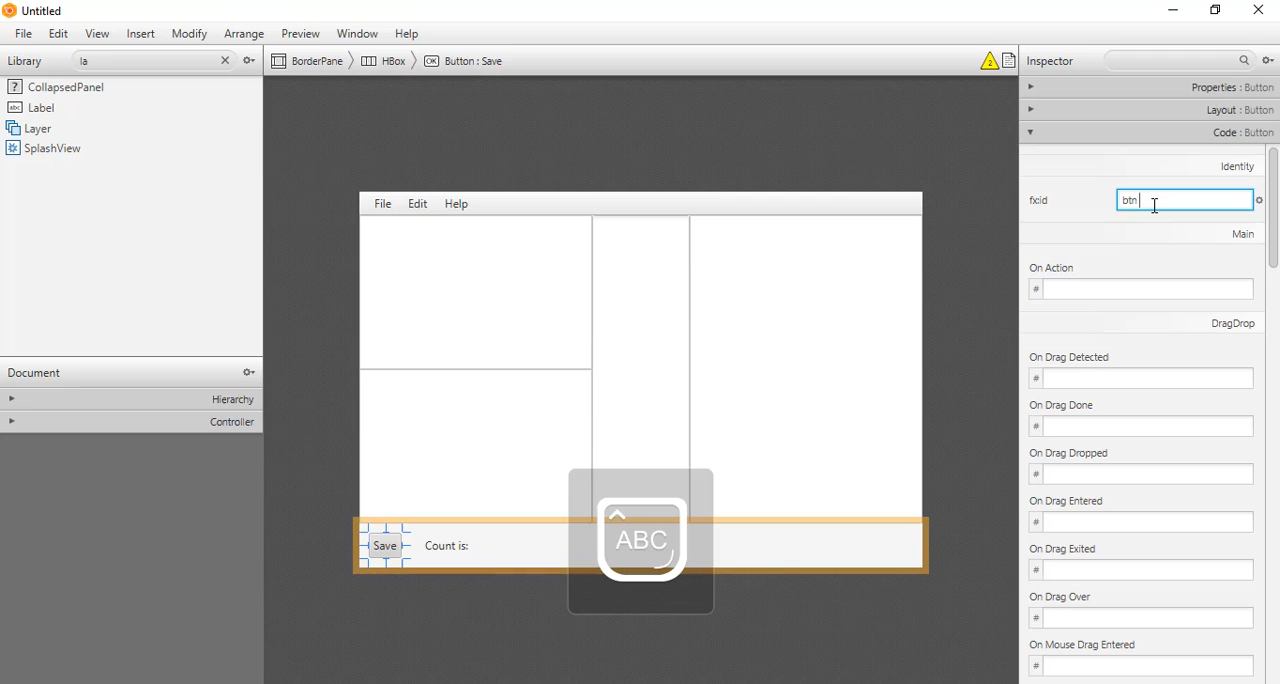 Untitled
File Edit View Insert Modify Arrange Preview Window Help
Library la
BorderPane HBox OK Button : Save
2
Inspector
? CollapsedPanel
abc Label
Layer
SplashView
Properties : Button
Layout : Button
Code : Button
Identity
fx:id btn
Main
On Action
#
DragDrop
On Drag Detected
#
On Drag Done
#
On Drag Dropped
#
On Drag Entered
#
On Drag Exited
#
On Drag Over
#
On Mouse Drag Entered
#
Document
Hierarchy
Controller
File Edit Help
Save Count is:
ABC